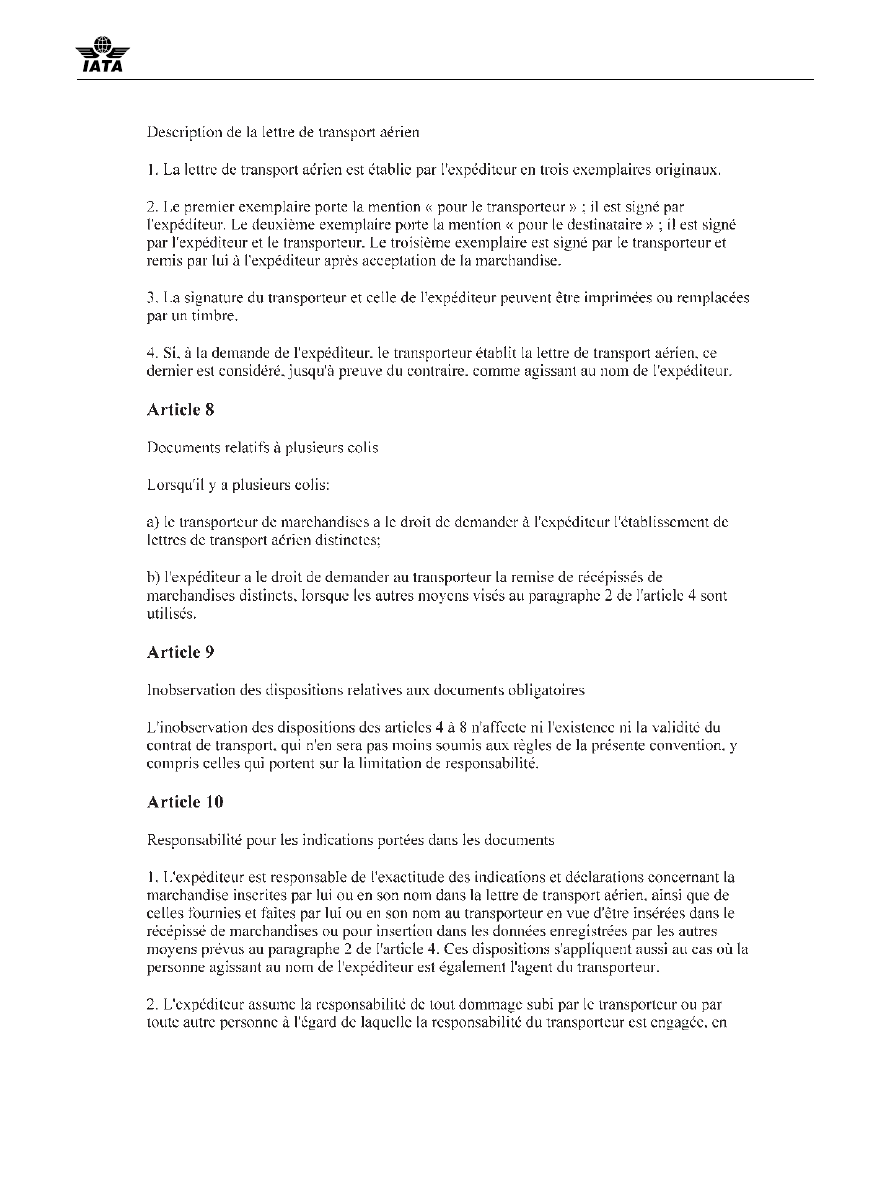 IATA
Description de la lettre de transport aérien
1. La lettre de transport aérien est établie par l'expéditeur en trois exemplaires originaux.
2. Le premier exemplaire porte la mention « pour le transporteur » ; il est signé par
l'expéditeur. Le deuxième exemplaire porte la mention « pour le destinataire » ; il est signé
par l'expéditeur et le transporteur. Le troisième exemplaire est signé par le transporteur et
remis par lui à l'expéditeur après acceptation de la marchandise.
3. La signature du transporteur et celle de l'expéditeur peuvent être imprimées ou remplacées
par un timbre.
4. Si, à la demande de l'expéditeur, le transporteur établit la lettre de transport aérien, ce
dernier est considéré, jusqu'à preuve du contraire, comme agissant au nom de l'expéditeur.
Article 8
Documents relatifs à plusieurs colis
Lorsqu'il y a plusieurs colis:
a) le transporteur de marchandises a le droit de demander à l'expéditeur l'établissement de
lettres de transport aérien distinctes;
b) l'expéditeur a le droit de demander au transporteur la remise de récépissés de
marchandises distincts, lorsque les autres moyens visés au paragraphe 2 de l'article 4 sont
utilisés.
Article 9
Inobservation des dispositions relatives aux documents obligatoires
L'inobservation des dispositions des articles 4 à 8 n'affecte ni l'existence ni la validité du
contrat de transport, qui n'en sera pas moins soumis aux règles de la présente convention, y
compris celles qui portent sur la limitation de responsabilité.
Article 10
Responsabilité pour les indications portées dans les documents
1. L'expéditeur est responsable de l'exactitude des indications et déclarations concernant la
marchandise inscrites par lui ou en son nom dans la lettre de transport aérien, ainsi que de
celles fournies et faites par lui ou en son nom au transporteur en vue d'être insérées dans le
récépissé de marchandises ou pour insertion dans les données enregistrées par les autres
moyens prévus au paragraphe 2 de l'article 4. Ces dispositions s'appliquent aussi au cas où la
personne agissant au nom de l'expéditeur est également l'agent du transporteur.
2. L'expéditeur assume la responsabilité de tout dommage subi par le transporteur ou par
toute autre personne à l'égard de laquelle la responsabilité du transporteur est engagée, en